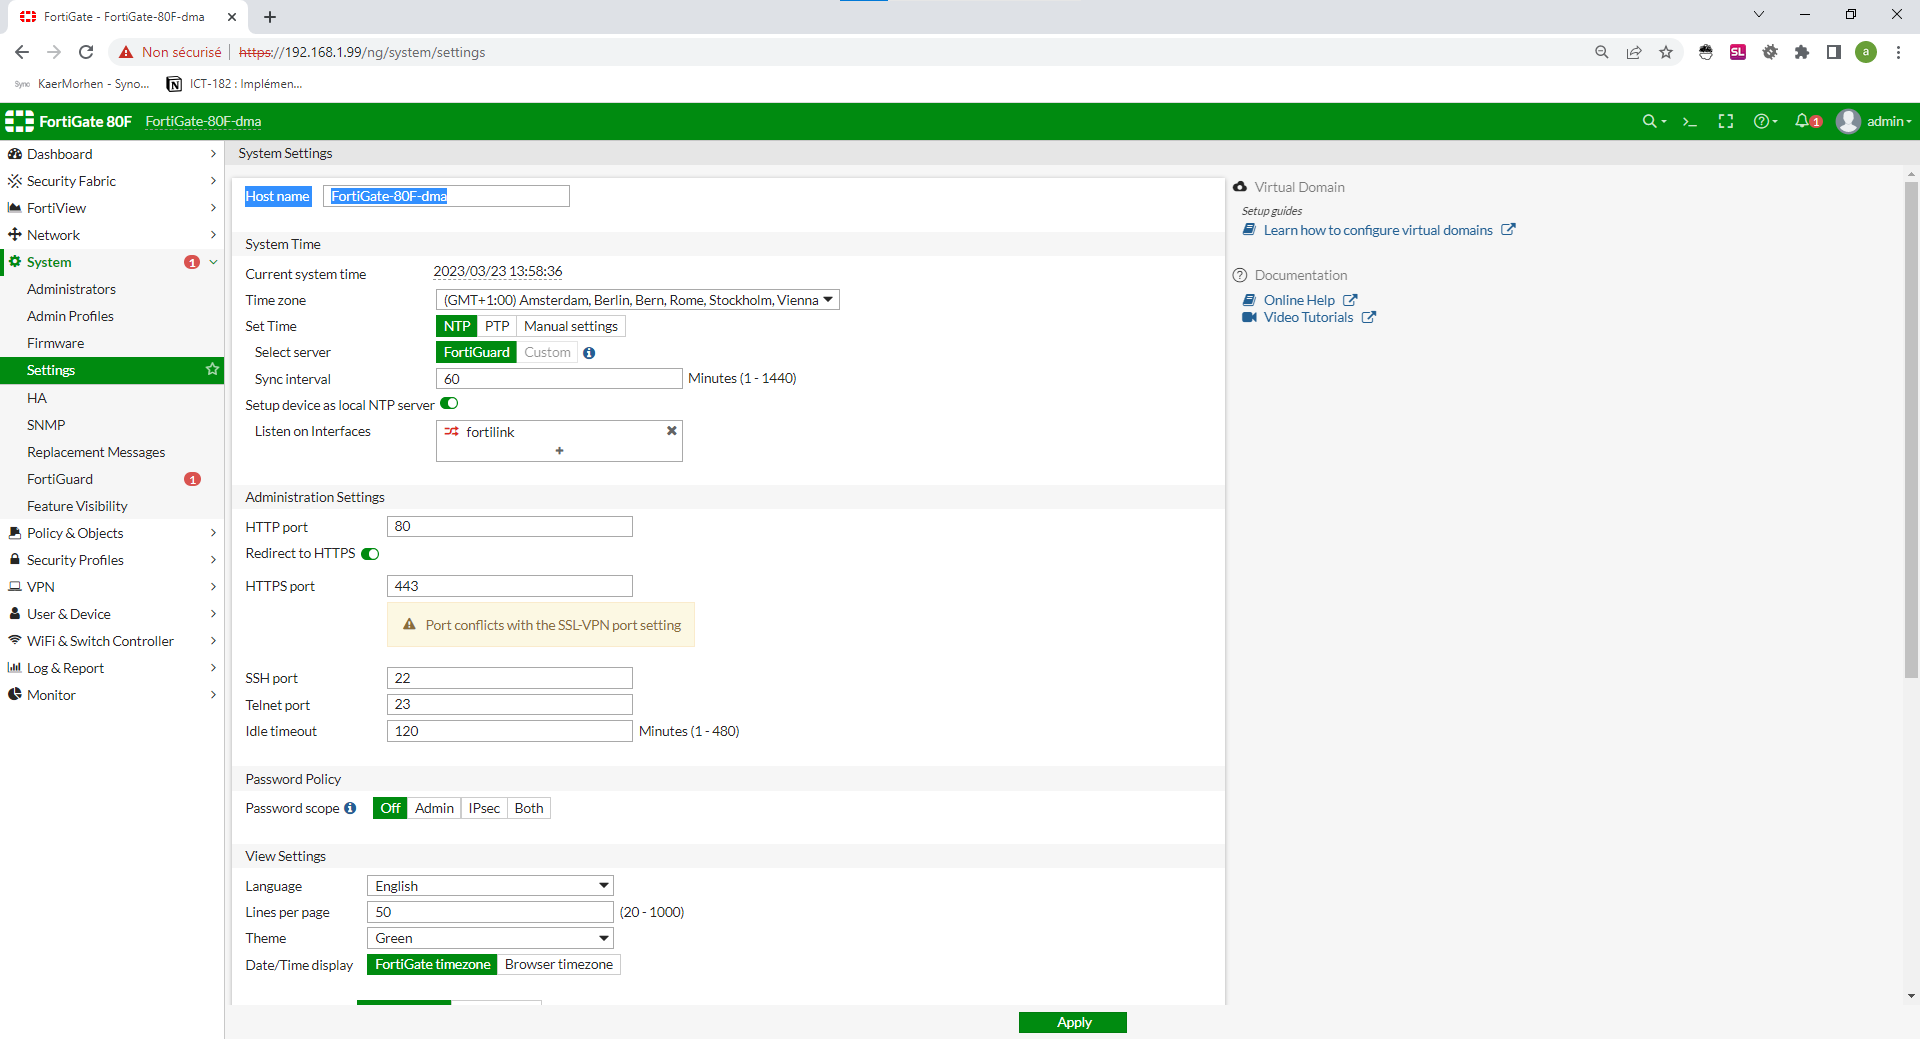 FortiGate - FortiGate-80F-dma
Non sécurisé | https://192.168.1.99/ng/system/settings
SL
a
Sync KaerMorhen - Syno...
ICT-182 : Implémen...
FortiGate 80F FortiGate-80F-dma
1
admin
Dashboard
Security Fabric
FortiView
Network
System 1
Administrators
Admin Profiles
Firmware
Settings
HA
SNMP
Replacement Messages
FortiGuard 1
Feature Visibility
Policy & Objects
Security Profiles
VPN
User & Device
WiFi & Switch Controller
Log & Report
Monitor
System Settings
Host name FortiGate-80F-dma
System Time
Current system time 2023/03/23 13:58:36
Time zone (GMT+1:00) Amsterdam, Berlin, Bern, Rome, Stockholm, Vienna
Set Time NTP PTP Manual settings
Select server FortiGuard Custom
Sync interval 60 Minutes (1 - 1440)
Setup device as local NTP server
Listen on Interfaces fortilink
+
Administration Settings
HTTP port 80
Redirect to HTTPS
HTTPS port 443
Port conflicts with the SSL-VPN port setting
SSH port 22
Telnet port 23
Idle timeout 120 Minutes (1 - 480)
Password Policy
Password scope Off Admin IPsec Both
View Settings
Language English
Lines per page 50 (20 - 1000)
Theme Green
Date/Time display FortiGate timezone Browser timezone
Apply
Virtual Domain
Setup guides
Learn how to configure virtual domains
Documentation
Online Help
Video Tutorials